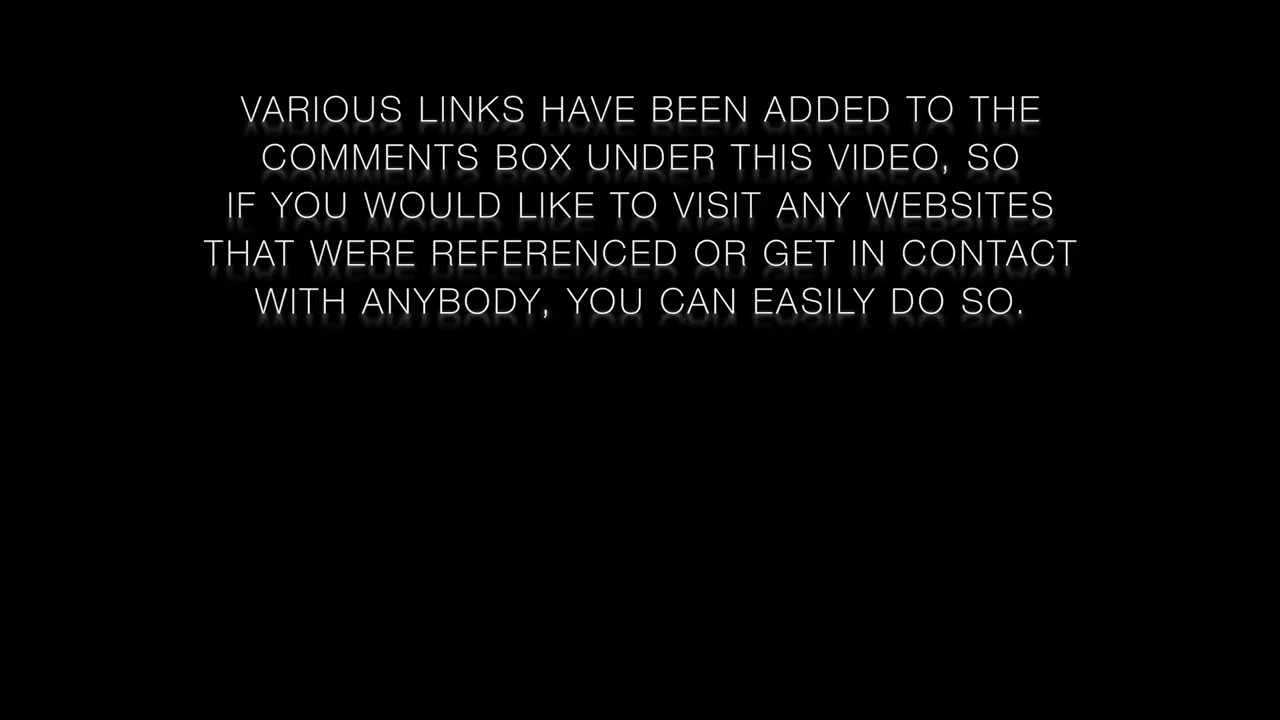 VARIOUS LINKS HAVE BEEN ADDED TO THE
COMMENTS BOX UNDER THIS VIDEO, SO
IF YOU WOULD LIKE TO VISIT ANY WEBSITES
THAT WERE REFERENCED OR GET IN CONTACT
WITH ANYBODY, YOU CAN EASILY DO SO.